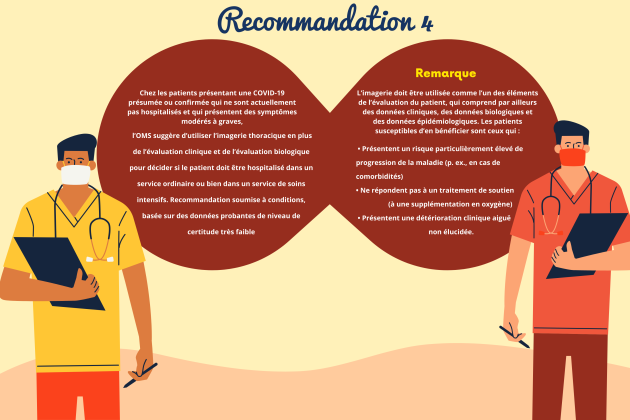 Recommandation 4
Chez les patients présentant une COVID-19
présumée ou confirmée qui ne sont actuellement
pas hospitalisés et qui présentent des symptômes
modérés à graves,
l'OMS suggère d'utiliser l'imagerie thoracique en plus
de l'évaluation clinique et de l'évaluation biologique
pour décider si le patient doit être hospitalisé dans un
service ordinaire ou bien dans un service de soins
intensifs. Recommandation soumise à conditions,
basée sur des données probantes de niveau de
certitude très faible
Remarque
L'imagerie doit être utilisée comme l'un des éléments
de l'évaluation du patient, qui comprend par ailleurs
des données cliniques, des données biologiques et
des données épidémiologiques. Les patients
susceptibles d'en bénéficier sont ceux qui :
• Présentent un risque particulièrement élevé de
progression de la maladie (p. ex., en cas de
comorbidités)
• Ne répondent pas à un traitement de soutien
(à une supplémentation en oxygène)
• Présentent une détérioration clinique aiguë
non élucidée.